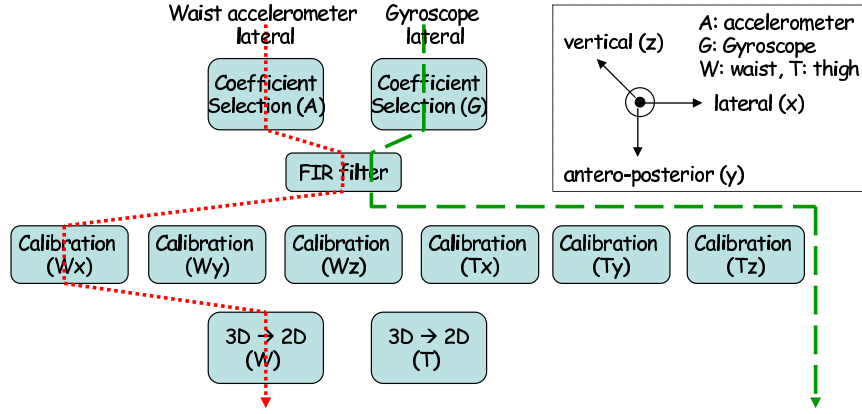 Waist accelerometer
lateral
Gyroscope
lateral
A: accelerometer
G: Gyroscope
W: waist, T: thigh
vertical (z)
lateral (x)
antero-posterior (y)
Coefficient
Selection (A)
Coefficient
Selection (G)
FIR filter
Calibration
(Wx)
Calibration
(Wy)
Calibration
(Wz)
Calibration
(Tx)
Calibration
(Ty)
Calibration
(Tz)
3D → 2D
(W)
3D → 2D
(T)